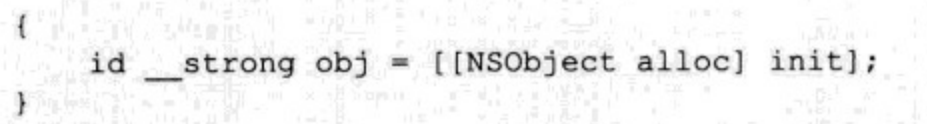 {
    id __strong obj = [[NSObject alloc] init];
}